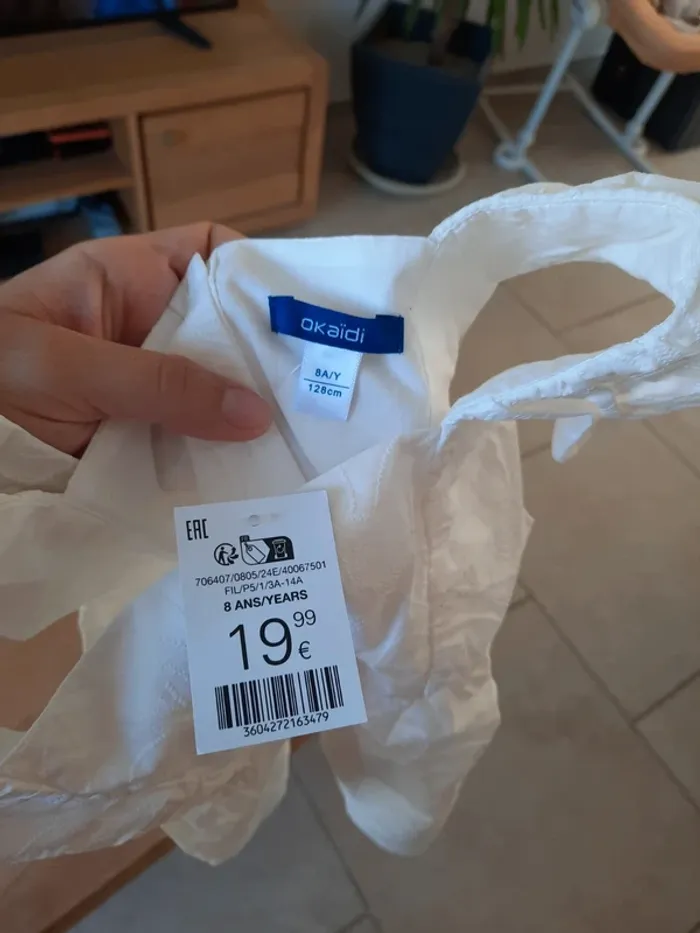 okaïdi
8A/Y
128cm
EAC
706407/0805/24E/40067501
FIL/P5/1/3A-14A
8 ANS/YEARS
19,99
€
3604272163479